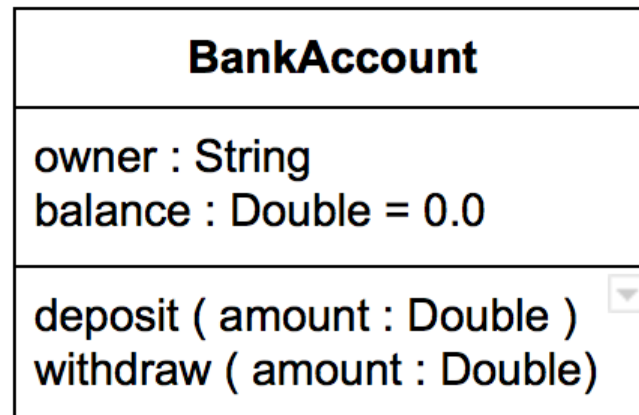 BankAccount
owner : String
balance : Double = 0.0
deposit ( amount : Double )
withdraw ( amount : Double)